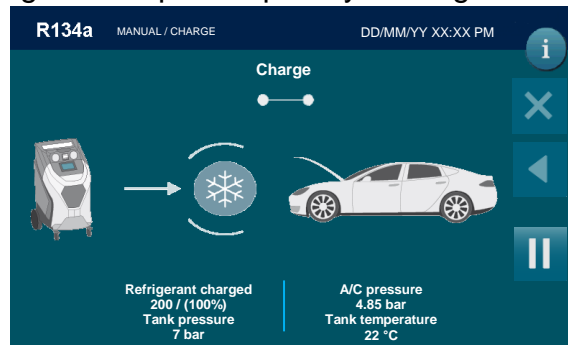 R134a MANUAL / CHARGE DD/MM/YY XX:XX PM
i
Charge
Refrigerant charged
200 / (100%)
Tank pressure
7 bar
A/C pressure
4.85 bar
Tank temperature
22 °C